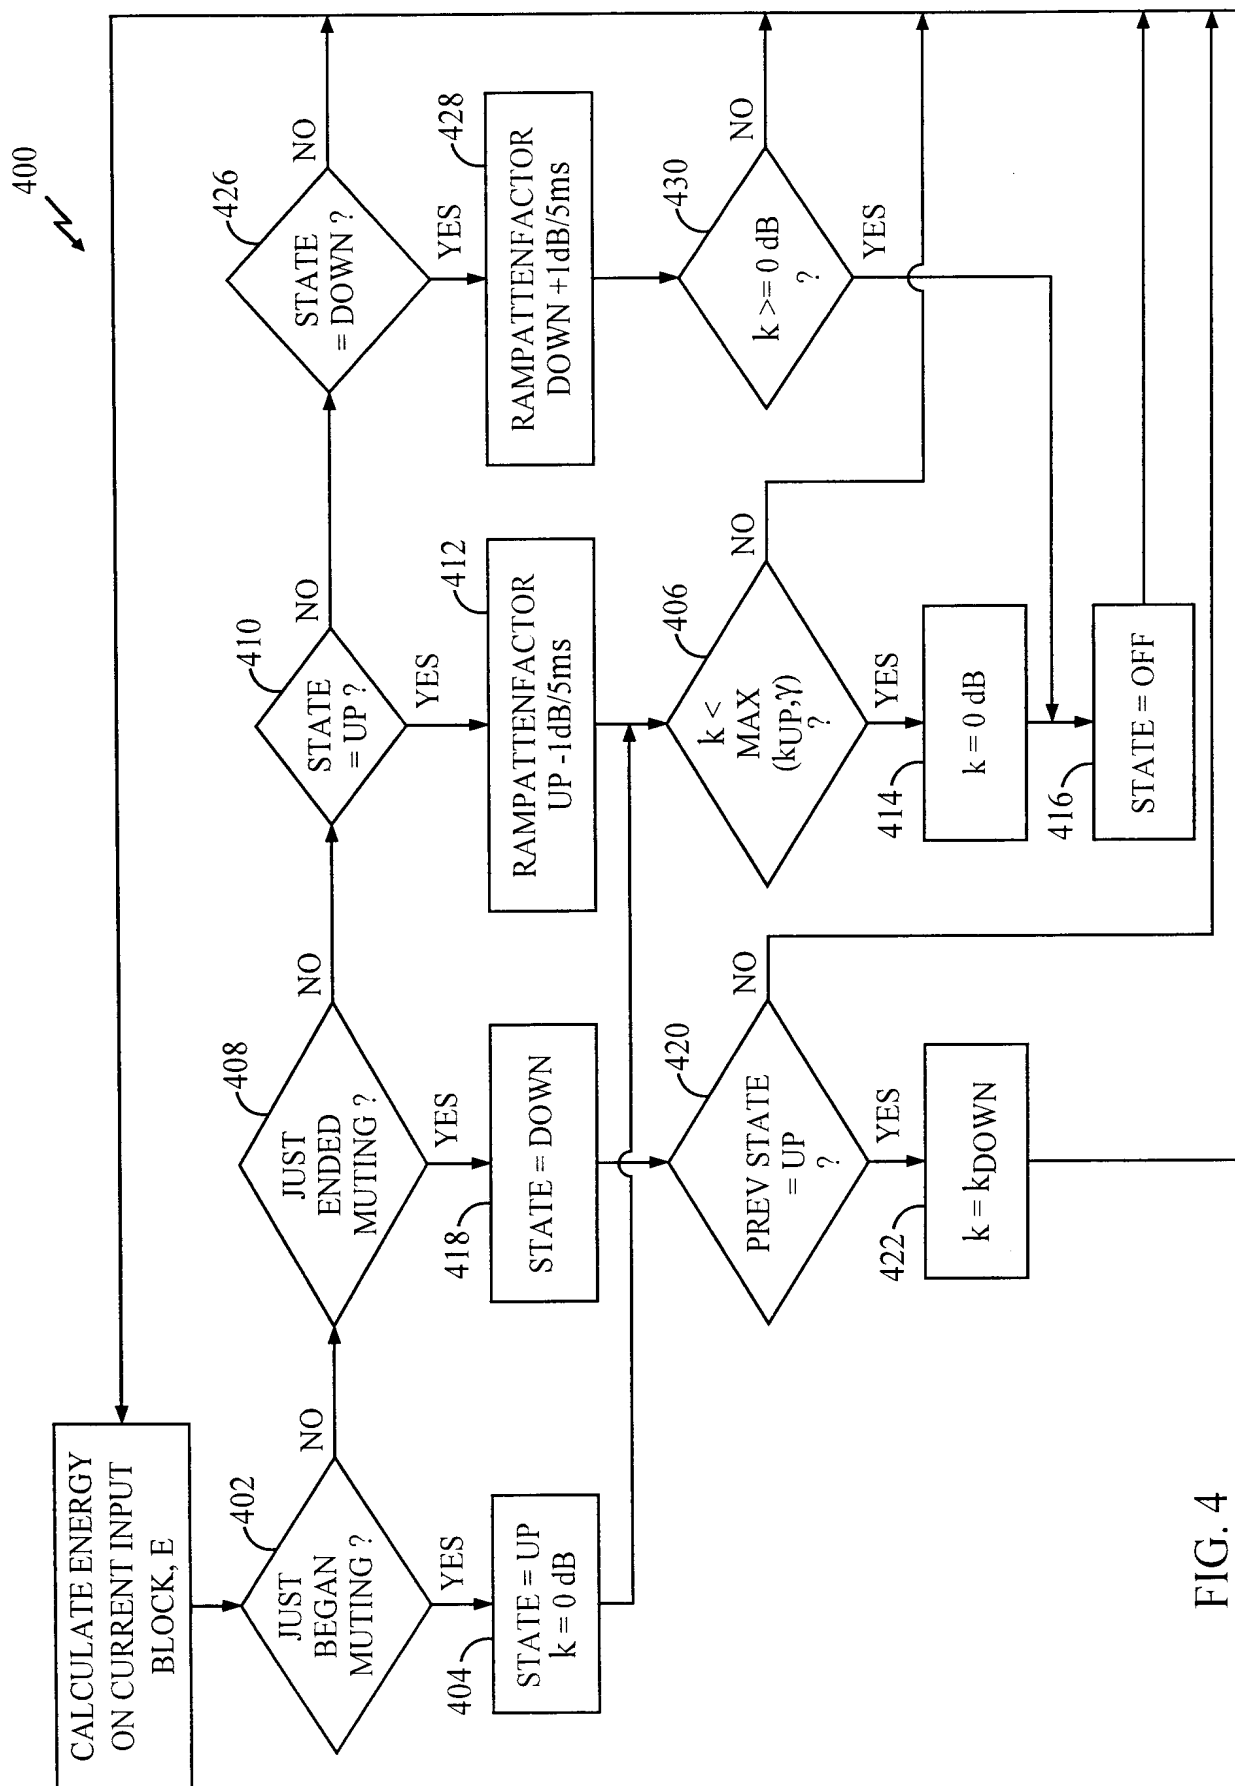 400
CALCULATE ENERGY
ON CURRENT INPUT
BLOCK, E
402
JUST
BEGAN
MUTING ?
NO
YES
404
STATE = UP
k = 0 dB
408
JUST
ENDED
MUTING ?
NO
YES
418
STATE = DOWN
420
PREV STATE
= UP
?
NO
YES
422
k = kDOWN
410
STATE
= UP ?
NO
YES
412
RAMPATTENFACTOR
UP -1dB/5ms
406
k <
MAX
(kUP,γ)
?
NO
YES
414
k = 0 dB
416
STATE = OFF
426
STATE
= DOWN ?
NO
YES
428
RAMPATTENFACTOR
DOWN +1dB/5ms
430
k >= 0 dB
?
NO
YES
FIG. 4